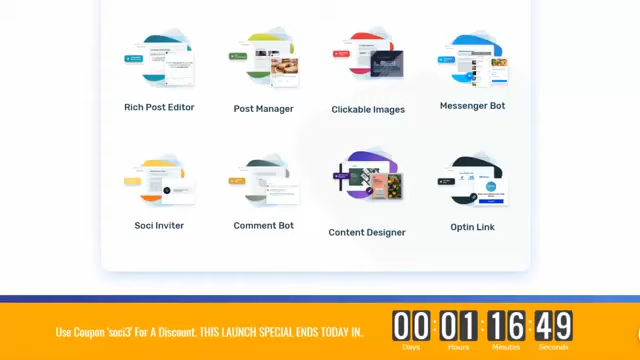 Rich Post Editor
Post Manager
Clickable Images
Messenger Bot
Soci Inviter
Comment Bot
Content Designer
Optin Link
Use Coupon 'soci3' For A Discount. THIS LAUNCH SPECIAL ENDS TODAY IN..
00:01:16:49
Days Hours Minutes Seconds